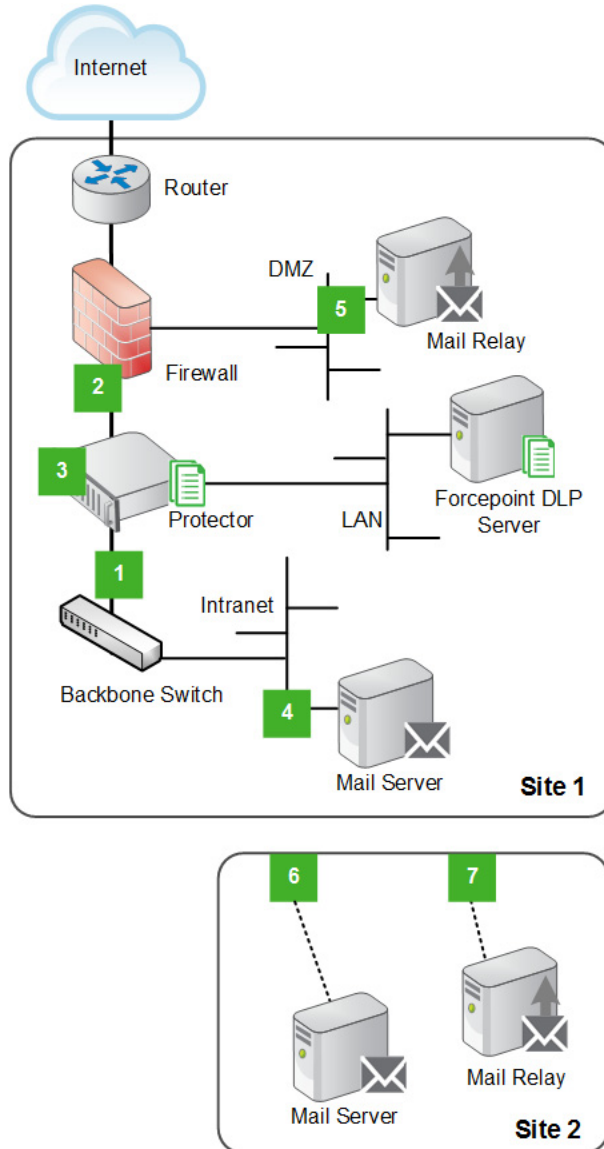 Internet
Router
DMZ
5
Mail Relay
Firewall
2
3
Protector
LAN
Forcepoint DLP
Server
1
Intranet
Backbone Switch
4
Mail Server
Site 1
6
7
Mail Server
Mail Relay
Site 2